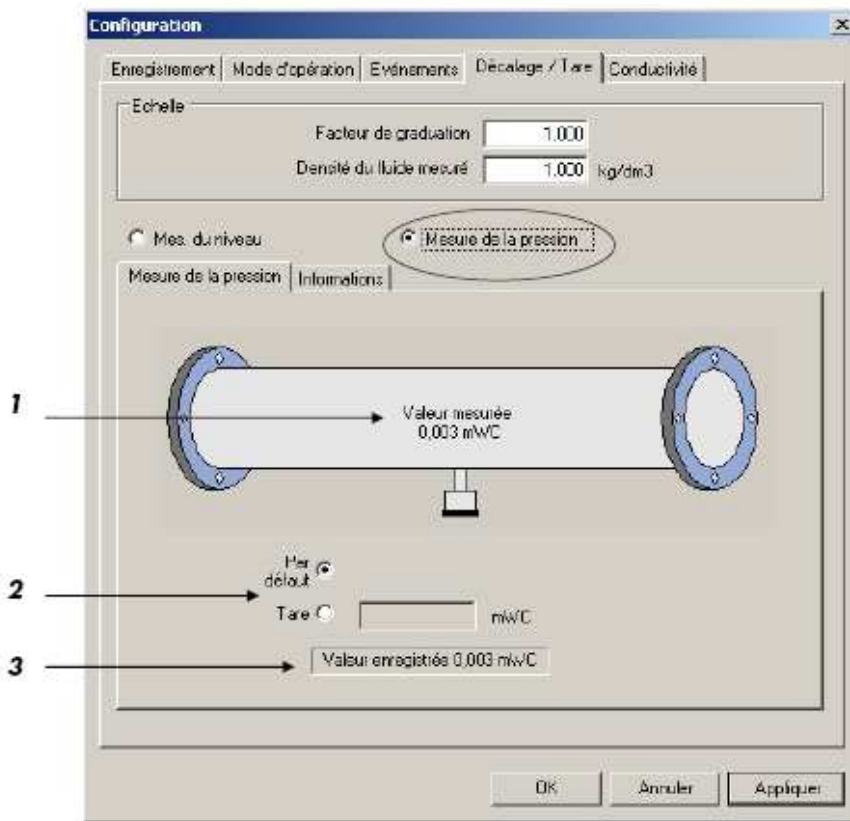 Configuration
Enregistrement Mode d'opération Evénements Décalage / Tare Conductivité
Echelle
Facteur de graduation 1.000
Densité du fluide mesuré 1.000 kg/dm3
Mes. du niveau Mesure de la pression
Mesure de la pression Informations
1
Valeur mesurée
0,003 mWC
Par
défaut
2
Tare mWC
3
Valeur enregistrée 0,003 mWC
OK Annuler Appliquer